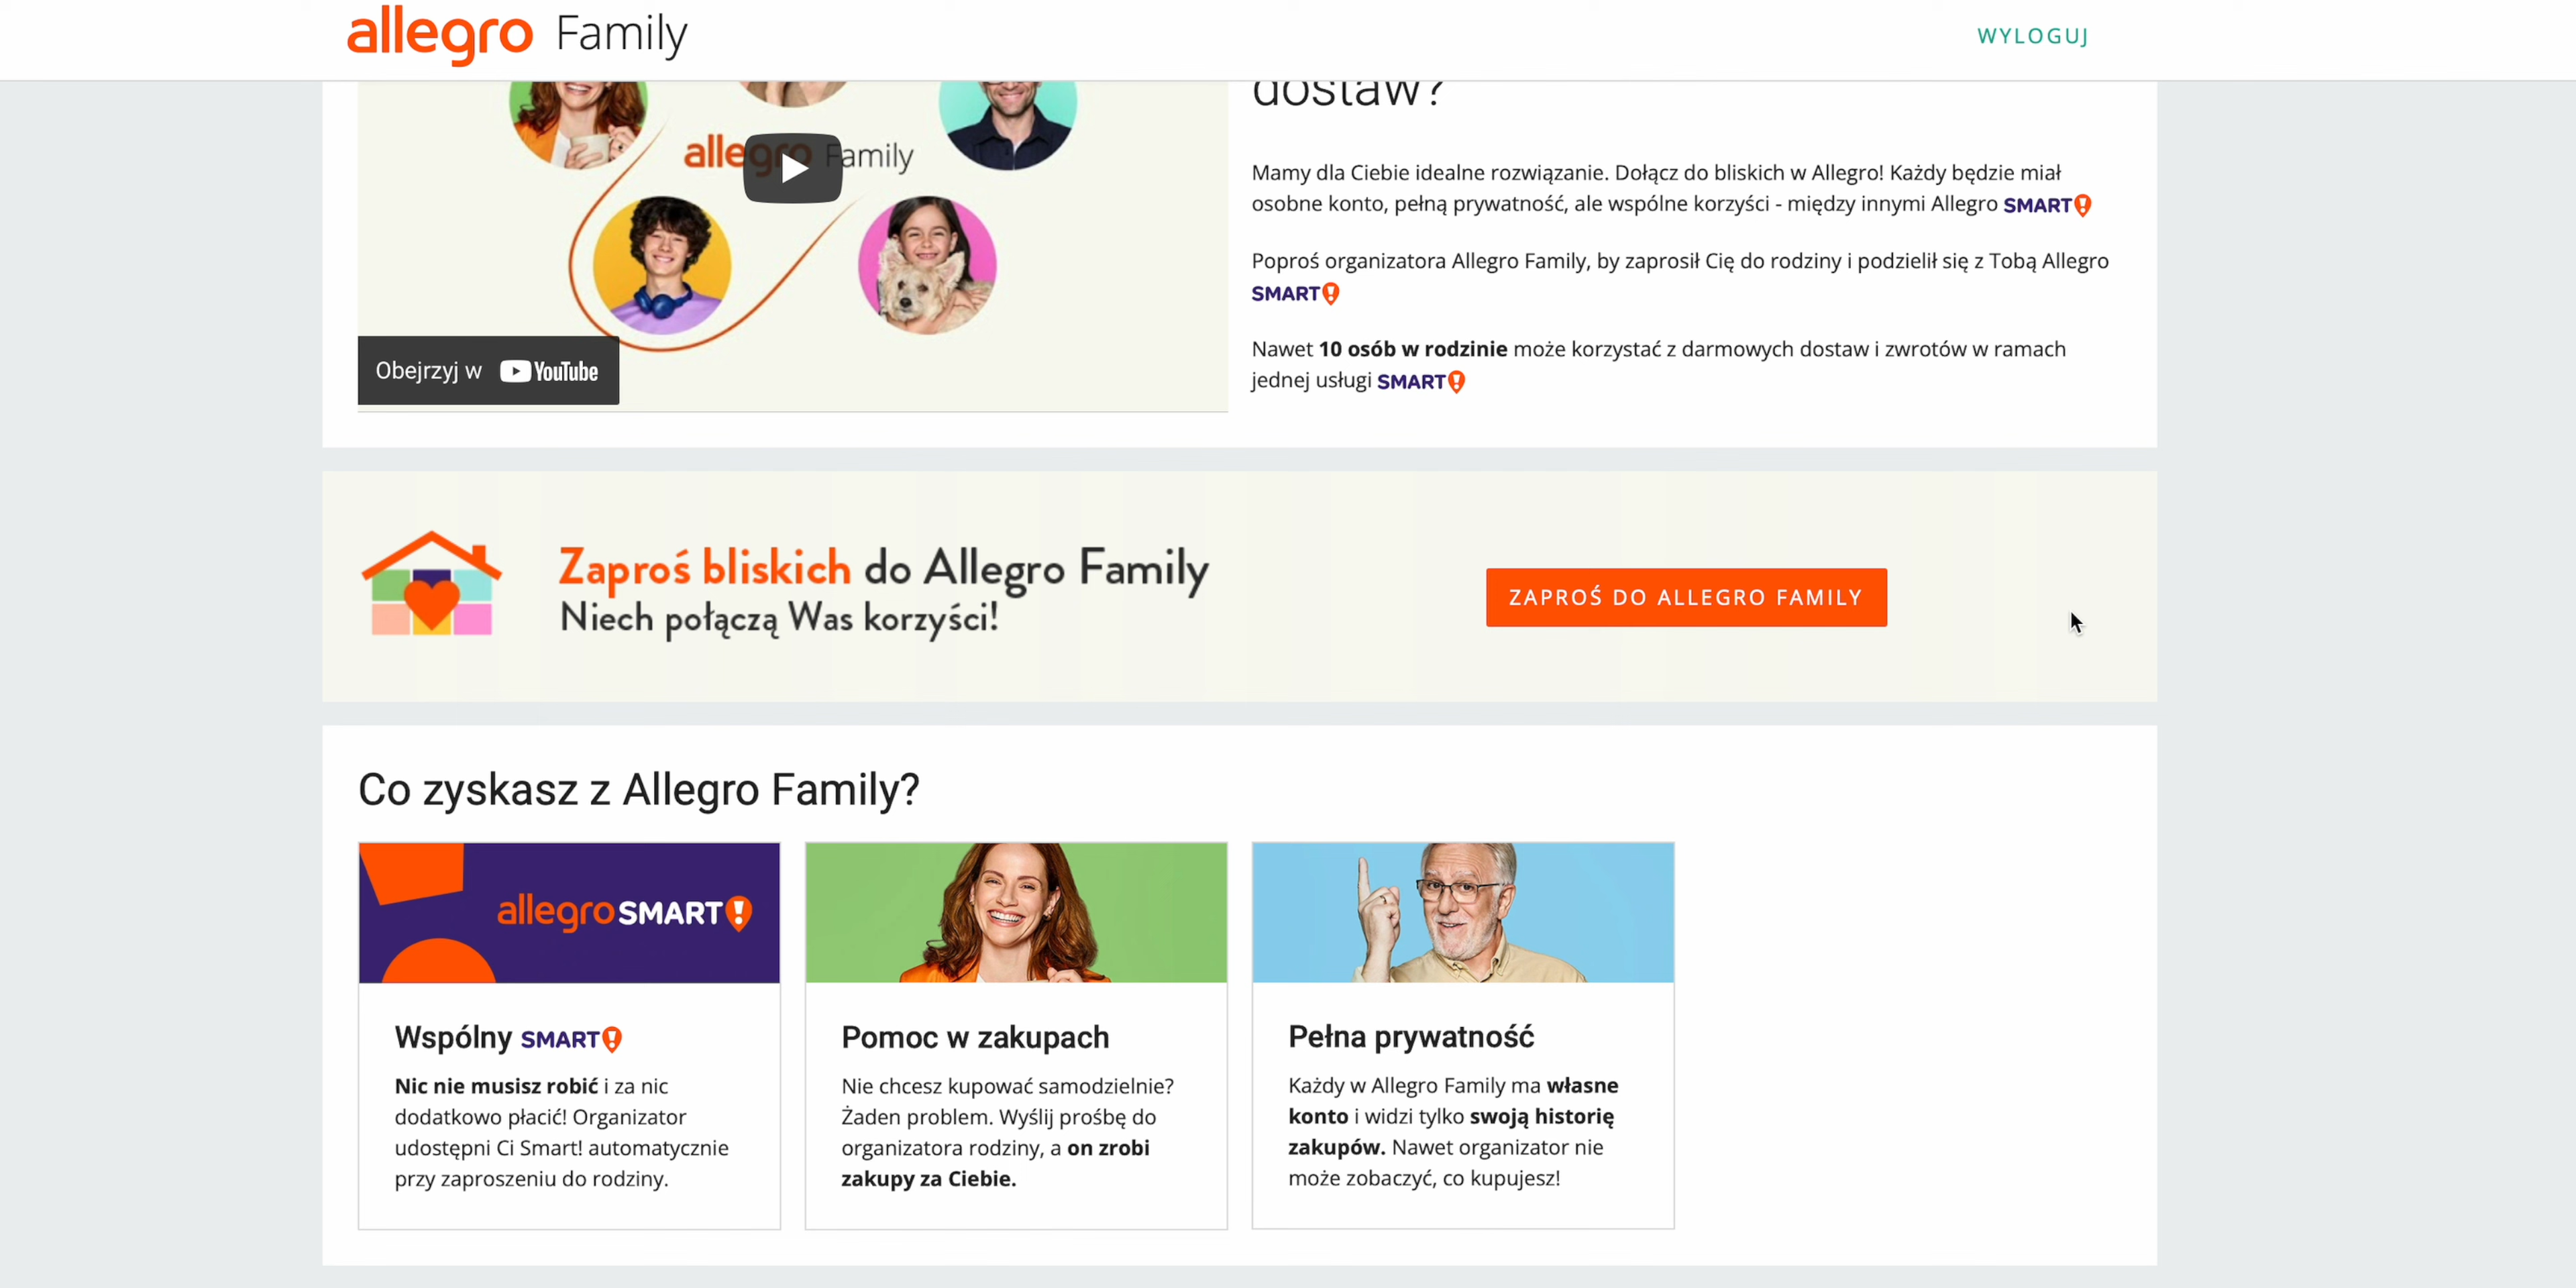 allegro Family
WYLOGUJ
allegro Family
Obejrzyj w YouTube
dostaw?
Mamy dla Ciebie idealne rozwiązanie. Dołącz do bliskich w Allegro! Każdy będzie miał
osobne konto, pełną prywatność, ale wspólne korzyści - między innymi Allegro SMART!
Poproś organizatora Allegro Family, by zaprosił Cię do rodziny i podzielił się z Tobą Allegro
SMART!
Nawet 10 osób w rodzinie może korzystać z darmowych dostaw i zwrotów w ramach
jednej usługi SMART!
Zaproś bliskich do Allegro Family
Niech połączą Was korzyści!
ZAPROŚ DO ALLEGRO FAMILY
Co zyskasz z Allegro Family?
allegro SMART!
Wspólny SMART!
Nic nie musisz robić i za nic
dodatkowo płacić! Organizator
udostępni Ci Smart! automatycznie
przy zaproszeniu do rodziny.
Pomoc w zakupach
Nie chcesz kupować samodzielnie?
Żaden problem. Wyślij prośbę do
organizatora rodziny, a on zrobi
zakupy za Ciebie.
Pełna prywatność
Każdy w Allegro Family ma własne
konto i widzi tylko swoją historię
zakupów. Nawet organizator nie
może zobaczyć, co kupujesz!